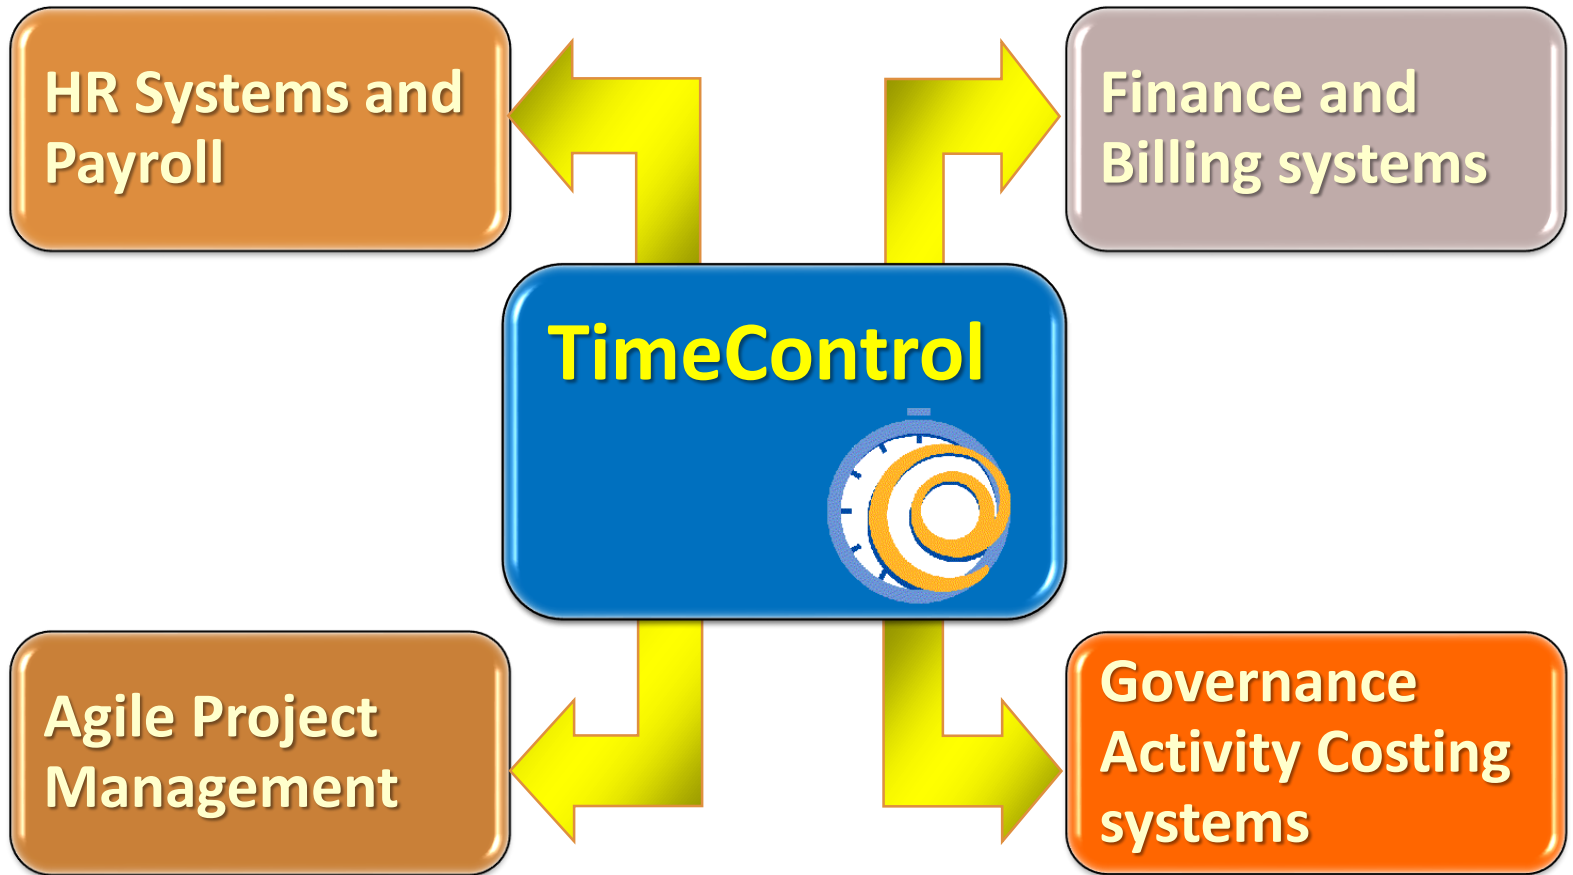 HR Systems and
Payroll
Finance and
Billing systems
TimeControl
Agile Project
Management
Governance
Activity Costing
systems